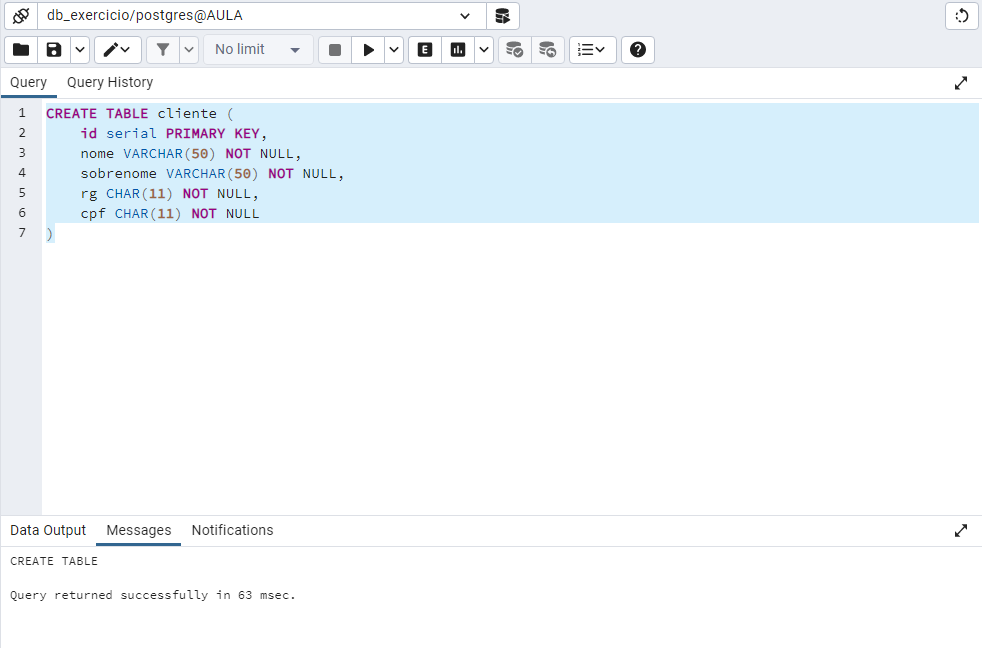 db_exercicio/postgres@AULA
No limit
E
Query Query History
1 CREATE TABLE cliente (
2 id serial PRIMARY KEY,
3 nome VARCHAR(50) NOT NULL,
4 sobrenome VARCHAR(50) NOT NULL,
5 rg CHAR(11) NOT NULL,
6 cpf CHAR(11) NOT NULL
7 )
Data Output Messages Notifications
CREATE TABLE
Query returned successfully in 63 msec.